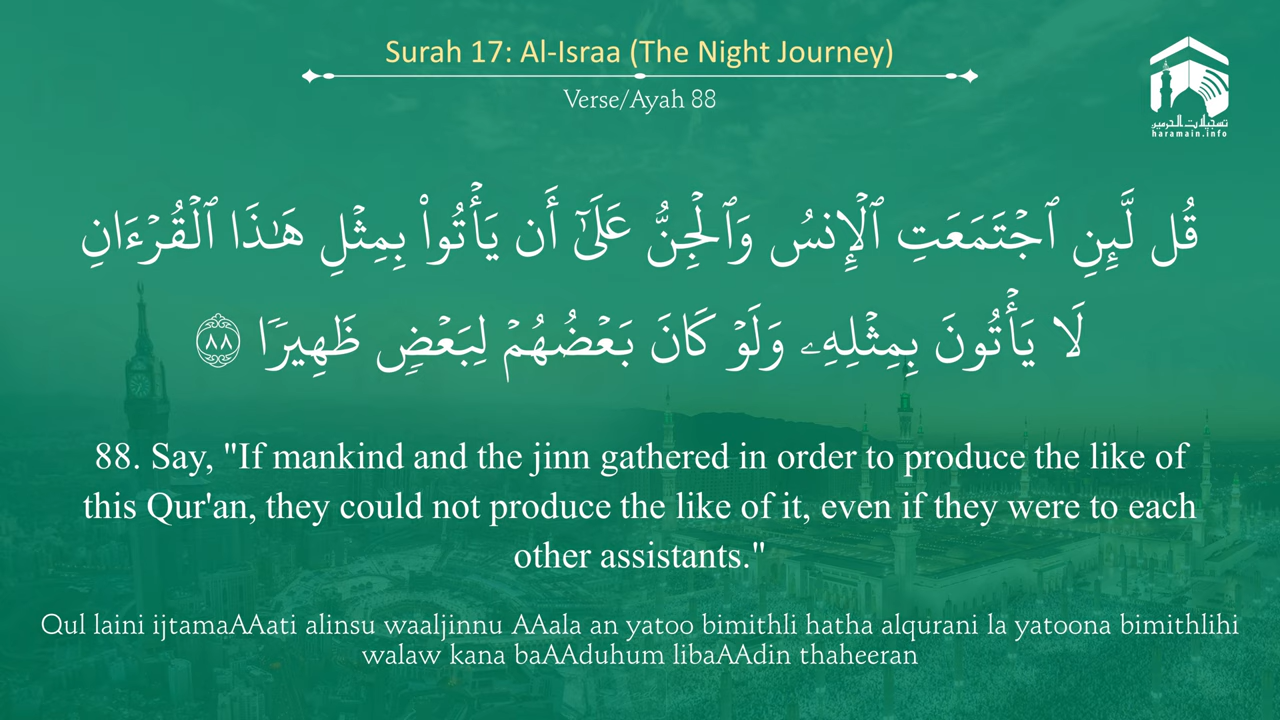 Surah 17: Al-Israa (The Night Journey)
Verse/Ayah 88
تسجيلات الحرمين
haramain.info
قُل لَّئِنِ ٱجْتَمَعَتِ ٱلْإِنسُ وَٱلْجِنُّ عَلَىٰٓ أَن يَأْتُوا۟ بِمِثْلِ هَـٰذَا ٱلْقُرْءَانِ
لَا يَأْتُونَ بِمِثْلِهِۦ وَلَوْ كَانَ بَعْضُهُمْ لِبَعْضٍ ظَهِيرًا ٨٨
88. Say, "If mankind and the jinn gathered in order to produce the like of
this Qur'an, they could not produce the like of it, even if they were to each
other assistants."
Qul laini ijtamaAAati alinsu waaljinnu AAala an yatoo bimithli hatha alqurani la yatoona bimithlihi
walaw kana baAAduhum libaAAdin thaheeran